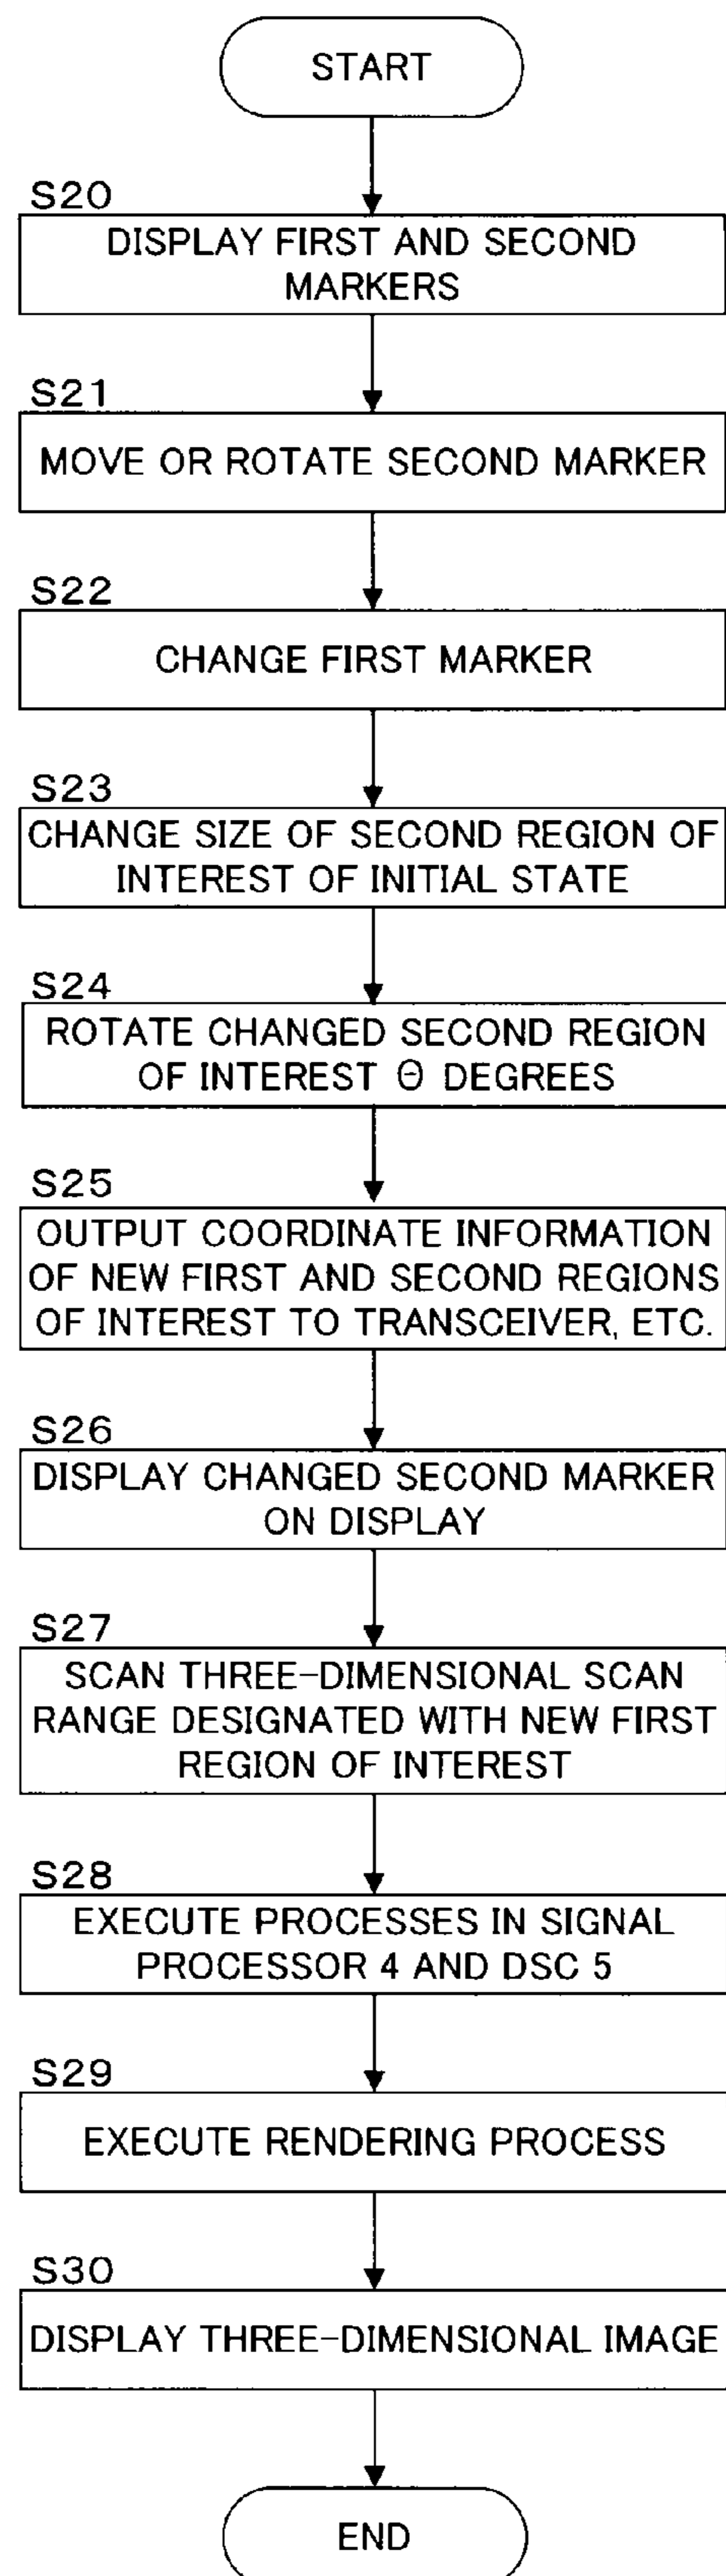 START
S20
DISPLAY FIRST AND SECOND
MARKERS
S21
MOVE OR ROTATE SECOND MARKER
S22
CHANGE FIRST MARKER
S23
CHANGE SIZE OF SECOND REGION OF
INTEREST OF INITIAL STATE
S24
ROTATE CHANGED SECOND REGION
OF INTEREST Θ DEGREES
S25
OUTPUT COORDINATE INFORMATION
OF NEW FIRST AND SECOND REGIONS
OF INTEREST TO TRANSCEIVER, ETC.
S26
DISPLAY CHANGED SECOND MARKER
ON DISPLAY
S27
SCAN THREE-DIMENSIONAL SCAN
RANGE DESIGNATED WITH NEW FIRST
REGION OF INTEREST
S28
EXECUTE PROCESSES IN SIGNAL
PROCESSOR 4 AND DSC 5
S29
EXECUTE RENDERING PROCESS
S30
DISPLAY THREE-DIMENSIONAL IMAGE
END